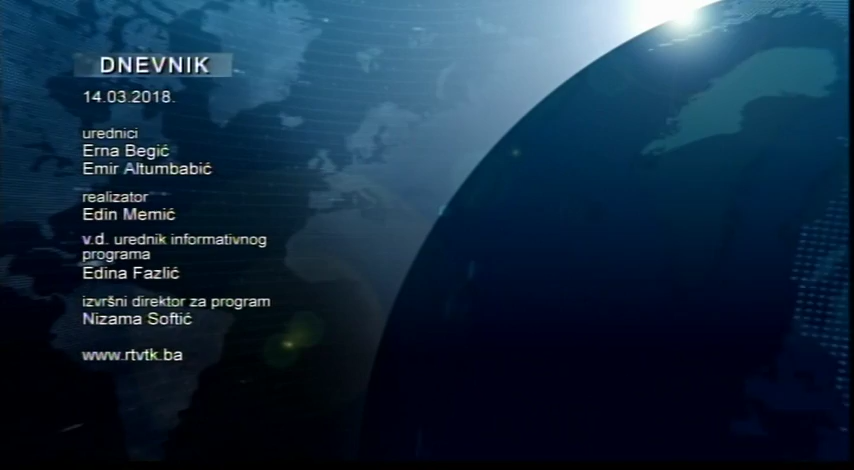 DNEVNIK
14.03.2018.
urednici
Erna Begić
Emir Altumbabić
realizator
Edin Memić
v.d. urednik informativnog
programa
Edina Fazlić
izvršni direktor za program
Nizama Softić
www.rtvtk.ba